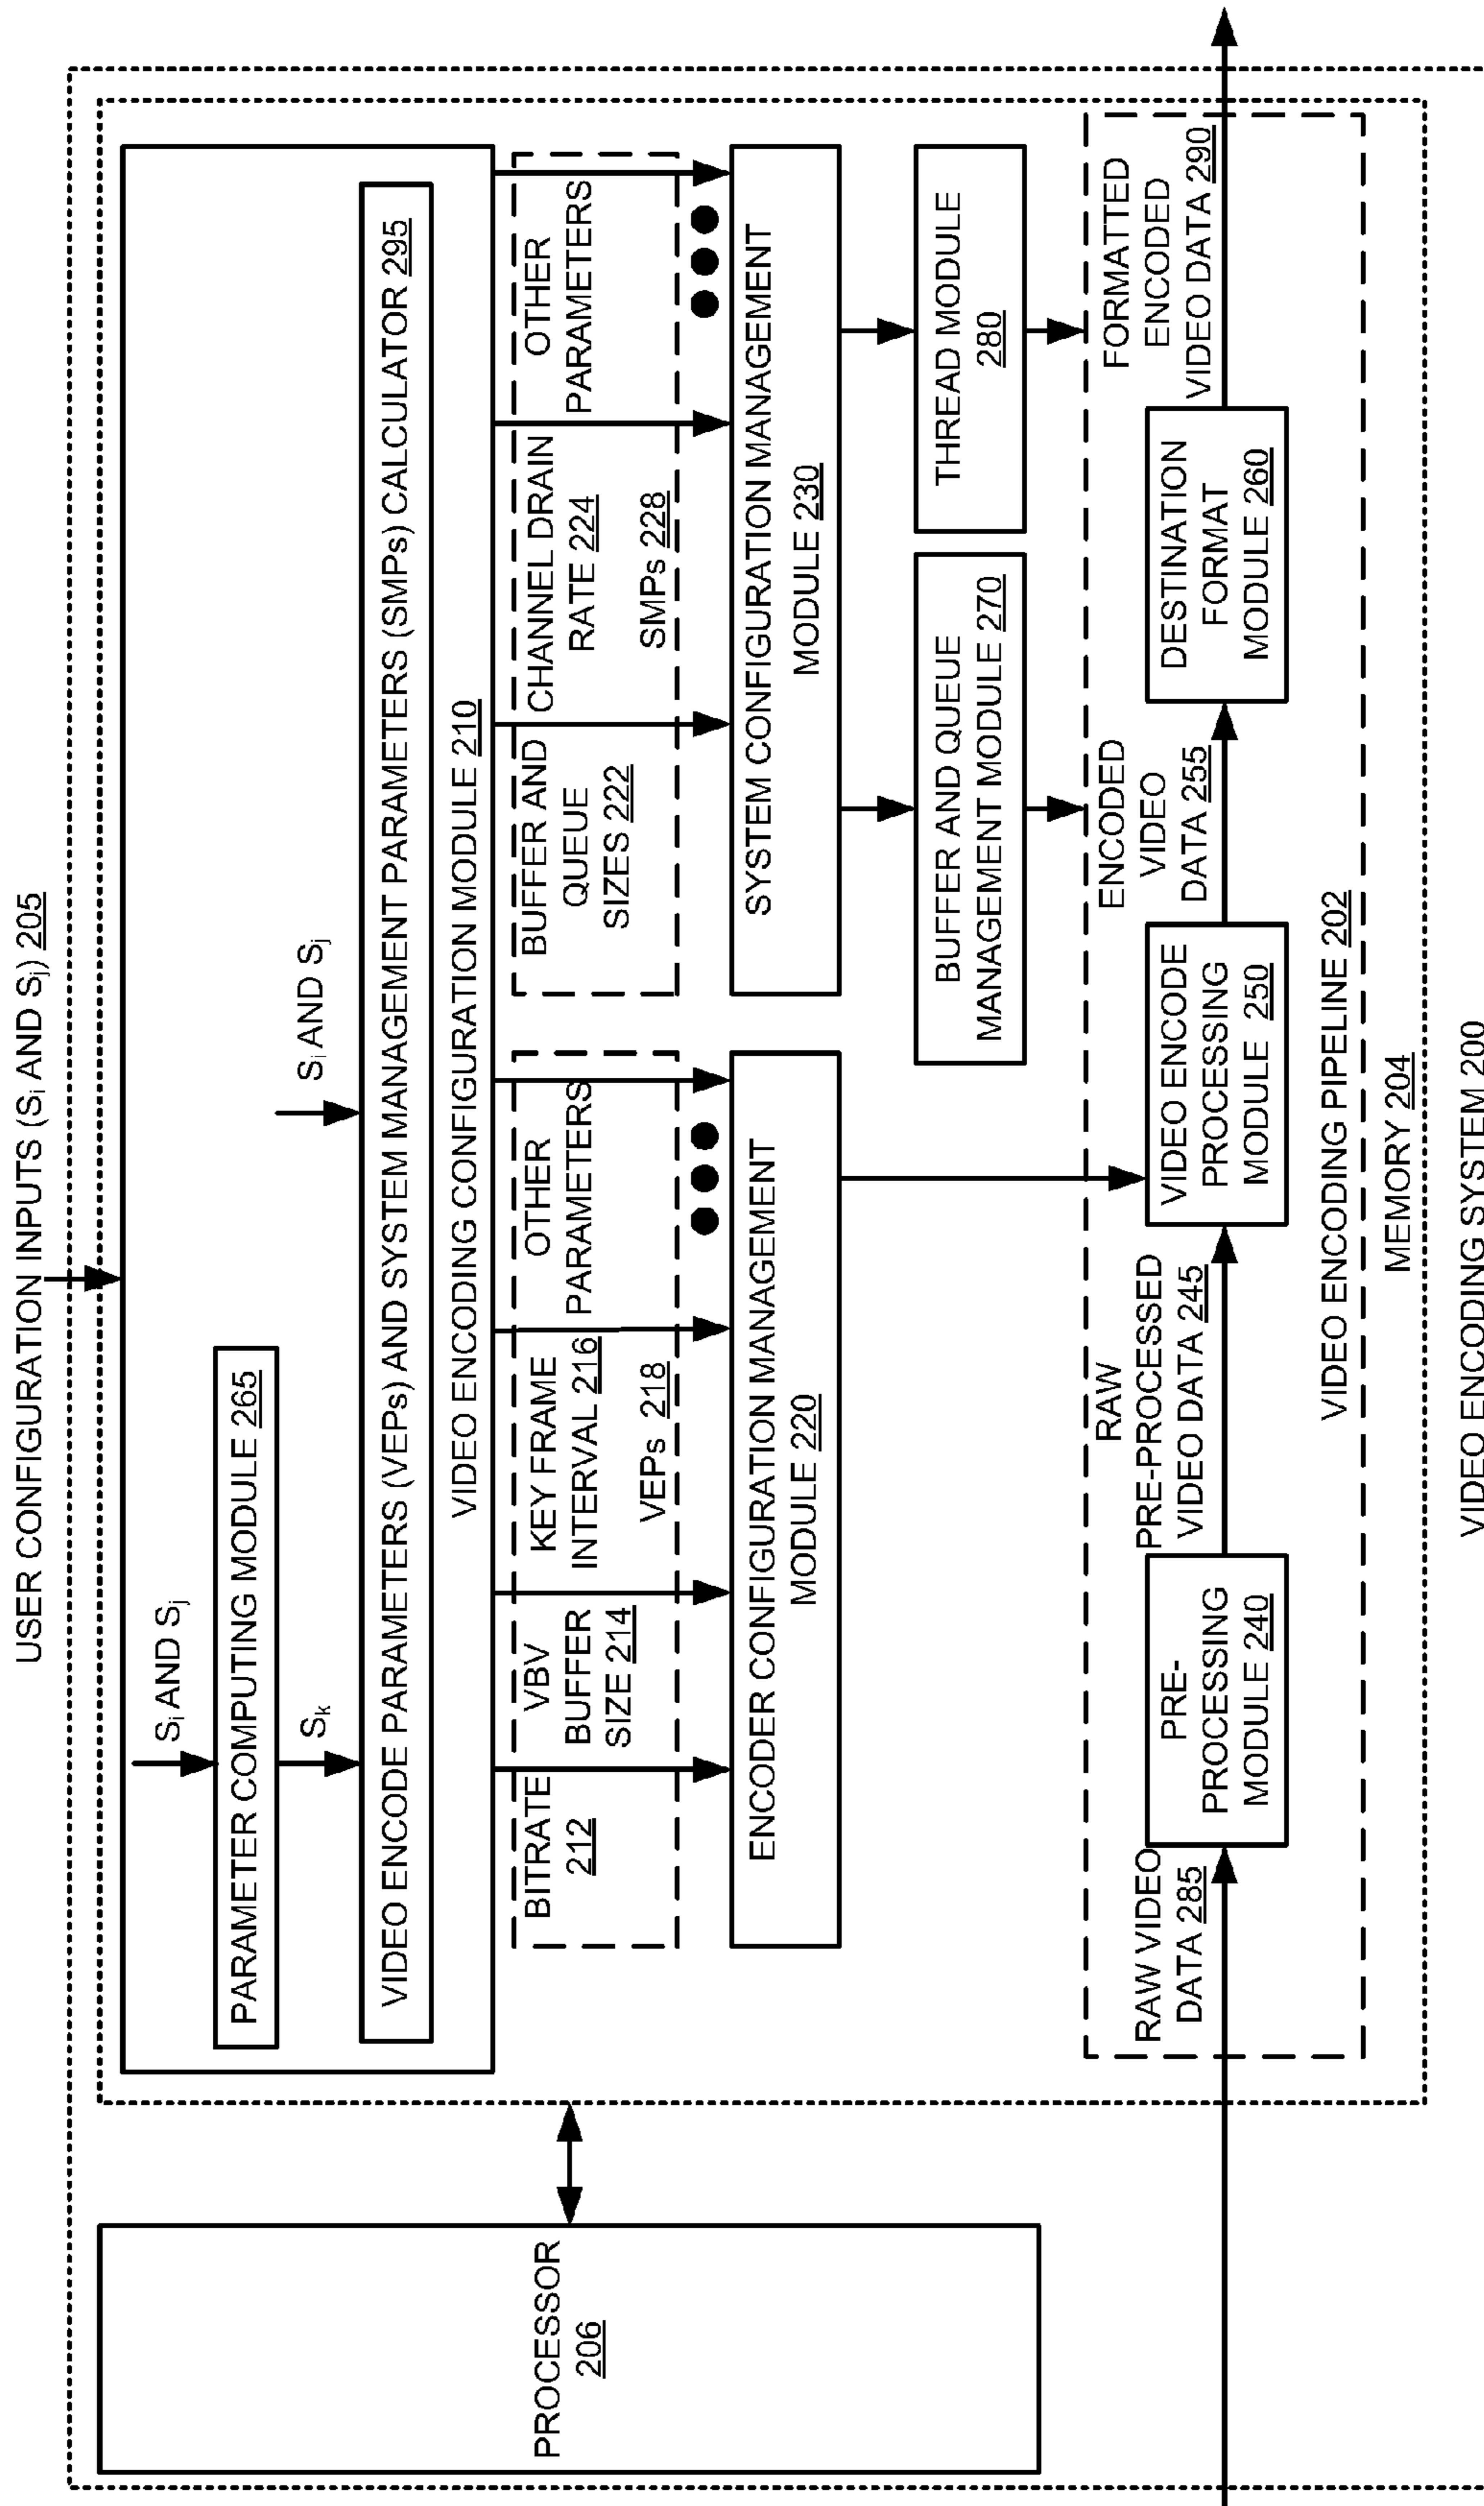 USER CONFIGURATION INPUTS (Si AND Sj) 205
Si AND Sj
PARAMETER COMPUTING MODULE 265
Sk
Si AND Sj
VIDEO ENCODE PARAMETERS (VEPs) AND SYSTEM MANAGEMENT PARAMETERS (SMPs) CALCULATOR 295
VIDEO ENCODING CONFIGURATION MODULE 210
BITRATE
212
VBV
BUFFER
SIZE 214
KEY FRAME
INTERVAL 216
VEPs 218
OTHER
PARAMETERS
BUFFER AND
QUEUE
SIZES 222
CHANNEL DRAIN
RATE 224
SMPs 228
OTHER
PARAMETERS
ENCODER CONFIGURATION MANAGEMENT
MODULE 220
SYSTEM CONFIGURATION MANAGEMENT
MODULE 230
BUFFER AND QUEUE
MANAGEMENT MODULE 270
THREAD MODULE
280
PROCESSOR
206
RAW VIDEO
DATA 285
PRE-
PROCESSING
MODULE 240
RAW
PRE-PROCESSED
VIDEO DATA 245
VIDEO ENCODE
PROCESSING
MODULE 250
ENCODED
VIDEO
DATA 255
DESTINATION
FORMAT
MODULE 260
FORMATTED
ENCODED
VIDEO DATA 290
VIDEO ENCODING PIPELINE 202
MEMORY 204
VIDEO ENCODING SYSTEM 200